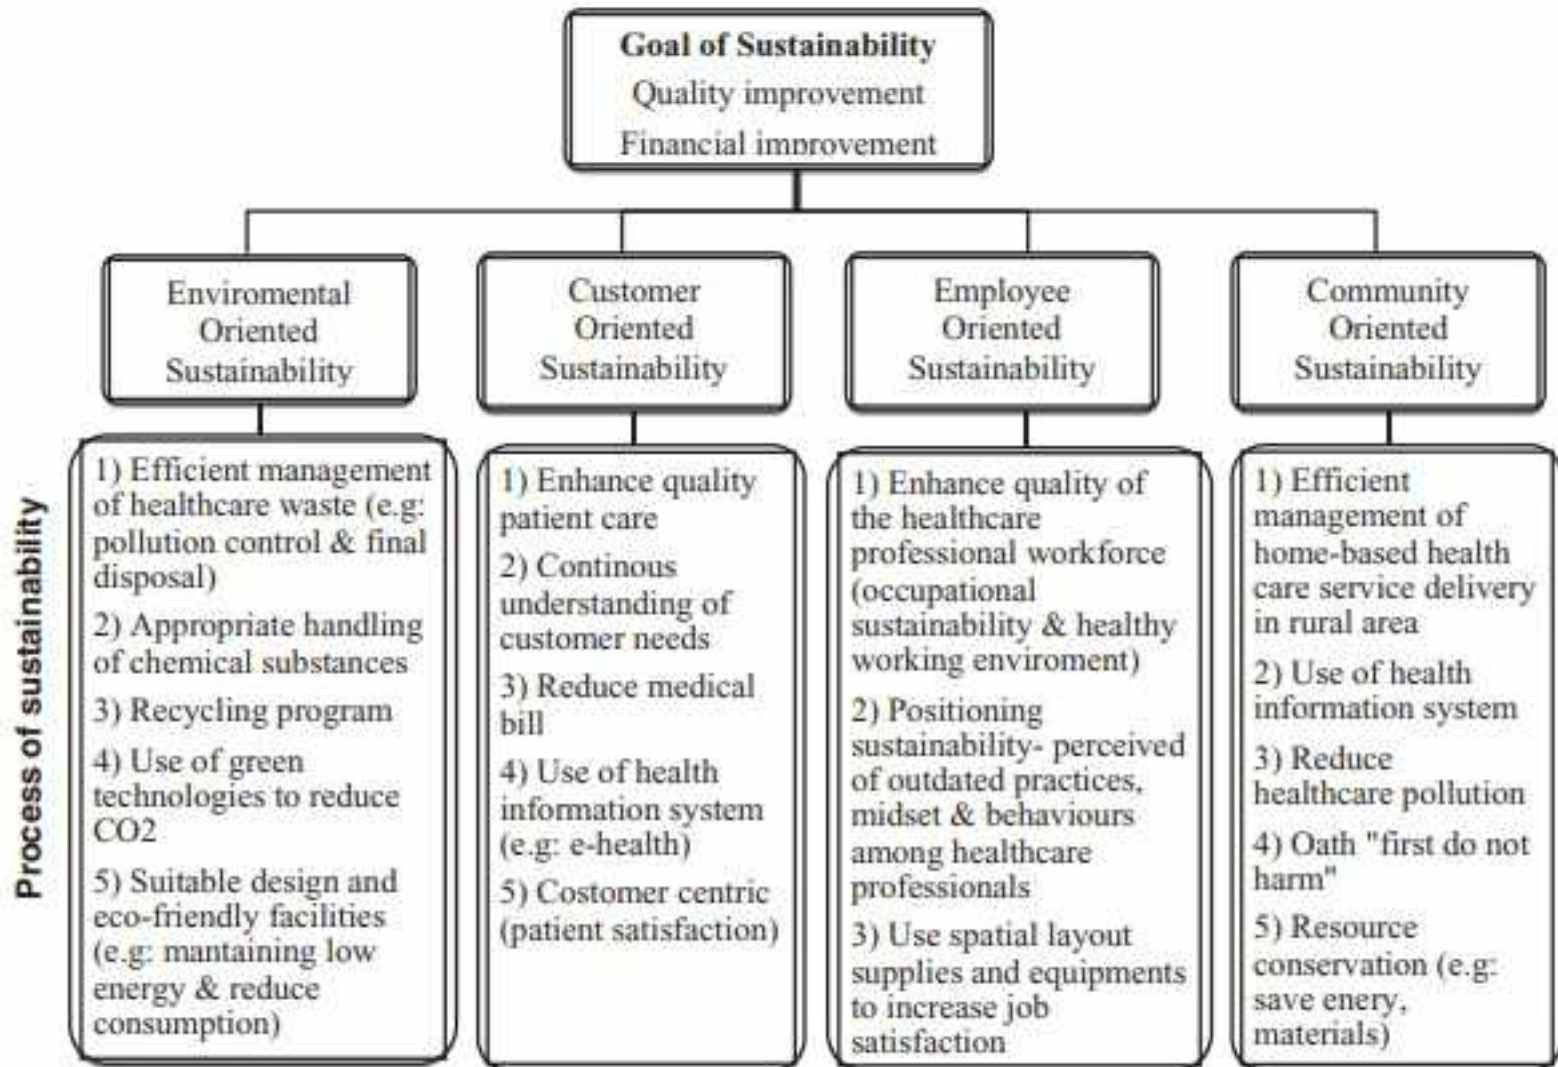 Goal of Sustainability
Quality improvement
Financial improvement
Enviromental
Oriented
Sustainability
Customer
Oriented
Sustainability
Employee
Oriented
Sustainability
Community
Oriented
Sustainability
Process of sustainability
1) Efficient management
of healthcare waste (e.g:
pollution control & final
disposal)
2) Appropriate handling
of chemical substances
3) Recycling program
4) Use of green
technologies to reduce
CO2
5) Suitable design and
eco-friendly facilities
(e.g: mantaining low
energy & reduce
consumption)
1) Enhance quality
patient care
2) Continous
understanding of
customer needs
3) Reduce medical
bill
4) Use of health
information system
(e.g: e-health)
5) Costomer centric
(patient satisfaction)
1) Enhance quality of
the healthcare
professional workforce
(occupational
sustainability & healthy
working enviroment)
2) Positioning
sustainability- perceived
of outdated practices,
midset & behaviours
among healthcare
professionals
3) Use spatial layout
supplies and equipments
to increase job
satisfaction
1) Efficient
management of
home-based health
care service delivery
in rural area
2) Use of health
information system
3) Reduce
healthcare pollution
4) Oath "first do not
harm"
5) Resource
conservation (e.g:
save enery,
materials)